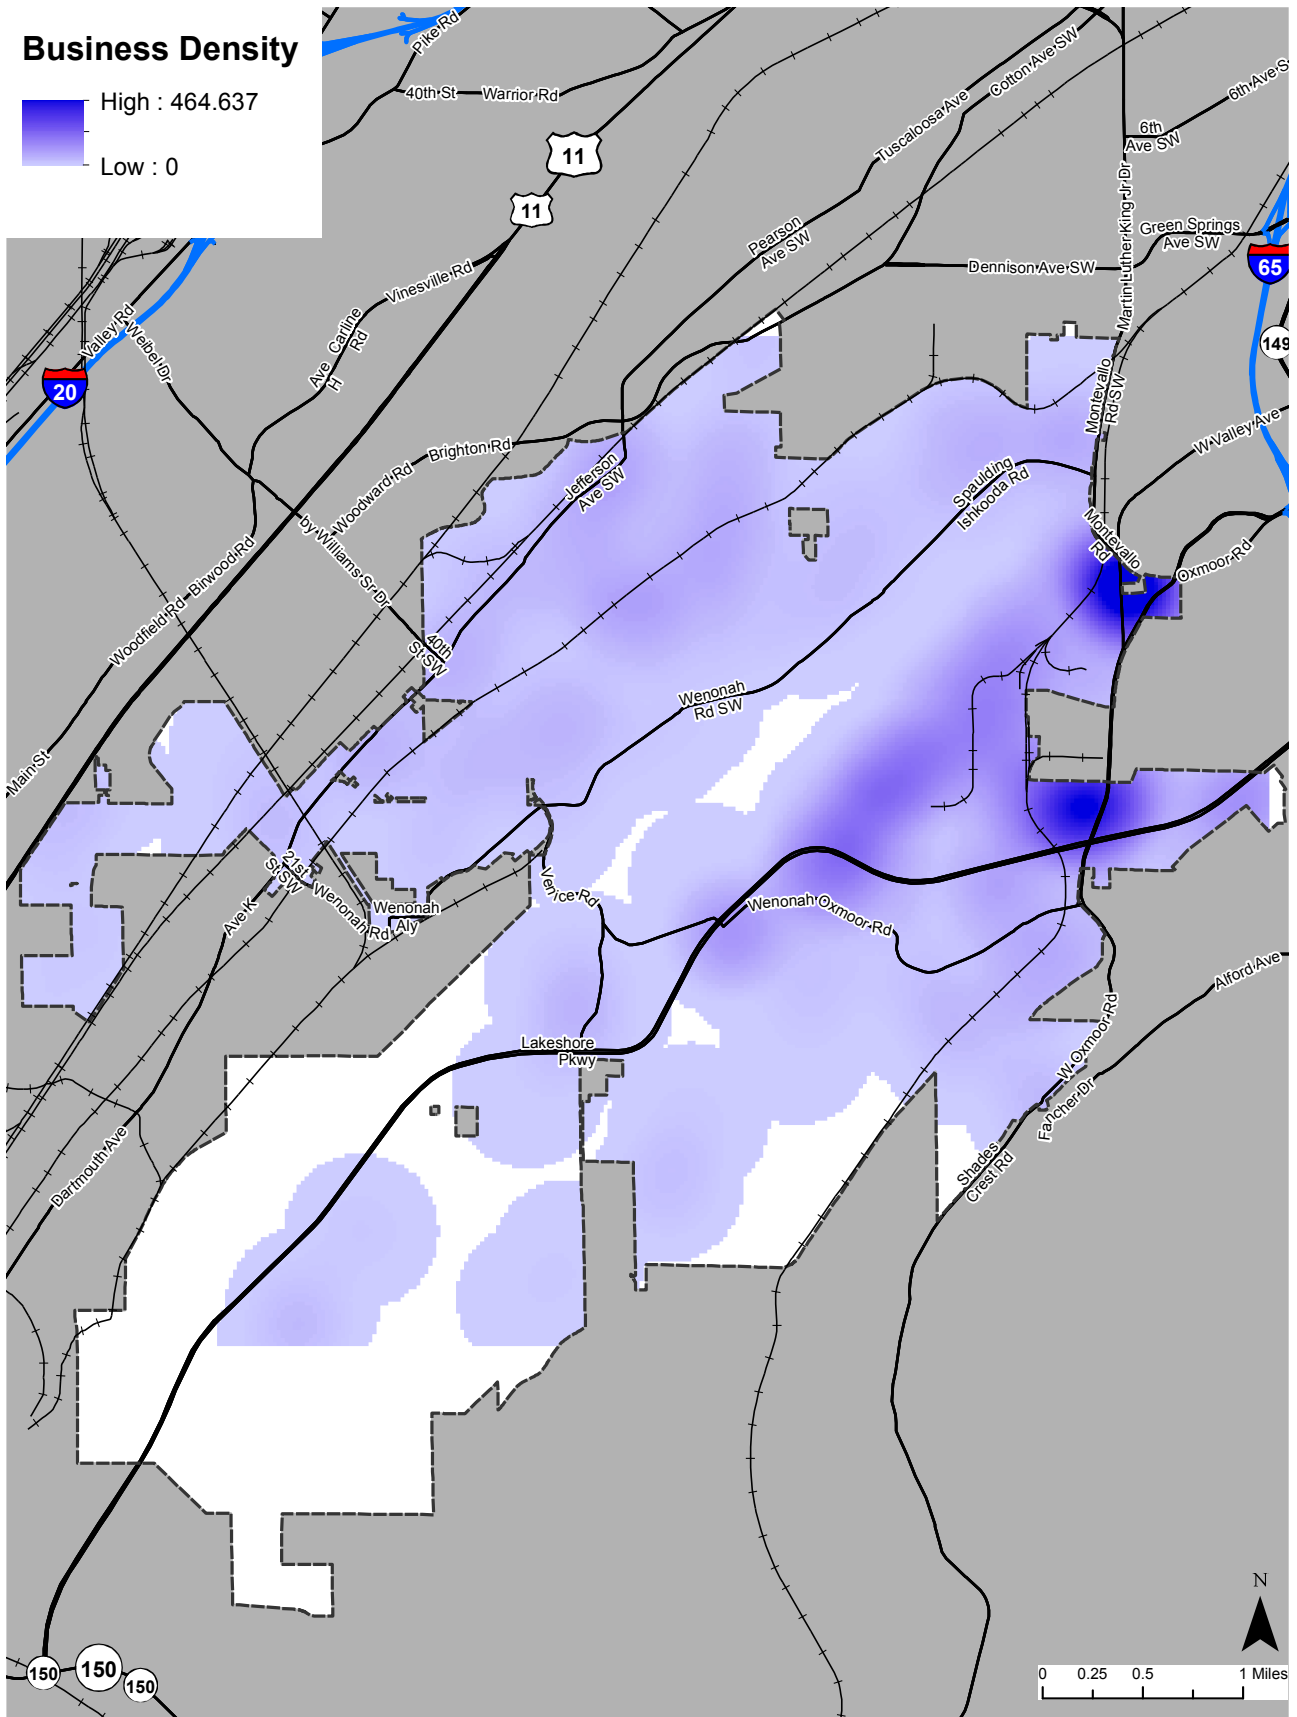 Business Density
High : 464.637
Low : 0
Pike Rd
40th St
Warrior Rd
11
11
Tuscaloosa Ave
Cotton Ave SW
6th Ave S
6th
Ave SW
Martin Luther King Jr Dr
Green Springs
Ave SW
65
149
Pearson
Ave SW
Dennison Ave SW
Vinesville Rd
Carline
Rd
Ave
H
Valley Rd
Weibel Dr
20
Montevallo
Rd SW
W Valley Ave
Brighton Rd
Woodward Rd
Jefferson
Ave SW
Spaulding
Ishkooda Rd
Montevallo
Rd
Oxmoor Rd
by Williams Sr Dr
Birwood Rd
Woodfield Rd
40th
St SW
Wenonah
Rd SW
Main St
21st
St SW
Wenonah Rd
Wenonah
Aly
Ave K
Venice Rd
Wenonah Oxmoor Rd
Alford Ave
Lakeshore
Pkwy
W Oxmoor Rd
Fancher Dr
Dartmouth Ave
Shades
Crest Rd
N
150
150
150
0 0.25 0.5 1 Miles